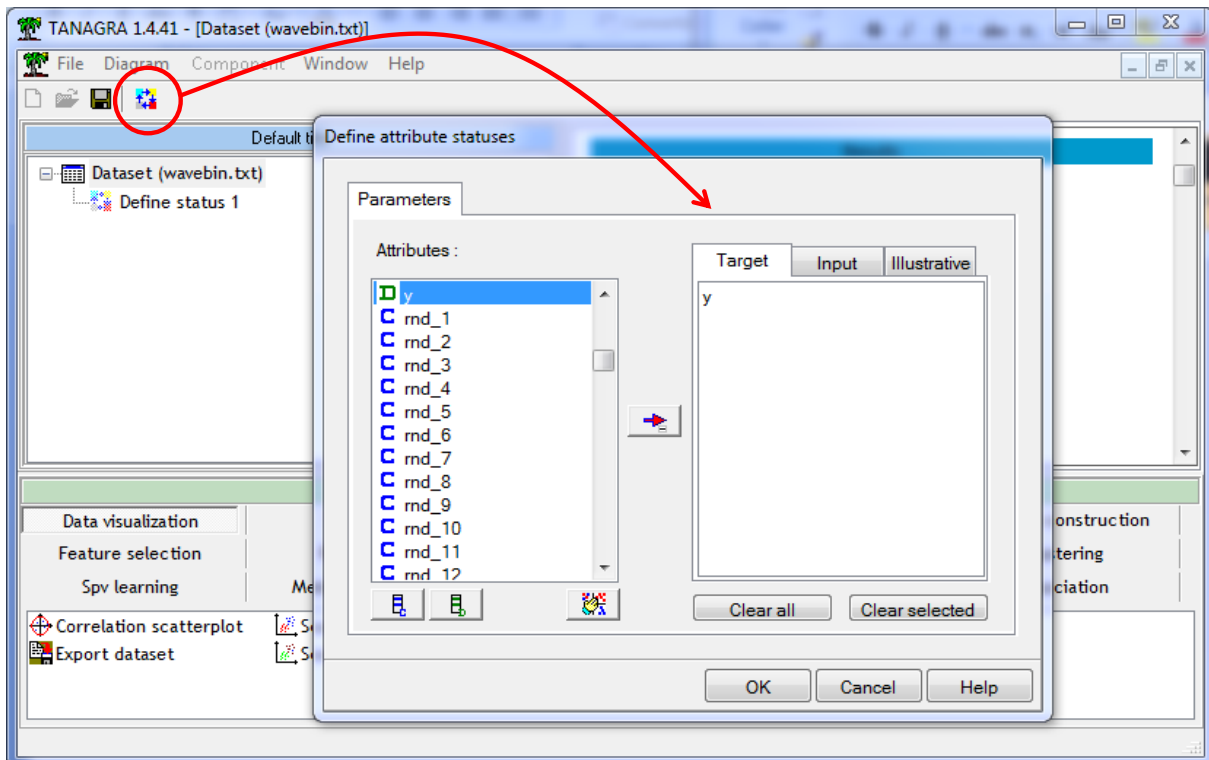 TANAGRA 1.4.41 - [Dataset (wavebin.txt)]
File Diagram Component Window Help
Default ti
Dataset (wavebin.txt)
Define status 1
Define attribute statuses
Parameters
Attributes :
y
rnd_1
rnd_2
rnd_3
rnd_4
rnd_5
rnd_6
rnd_7
rnd_8
rnd_9
rnd_10
rnd_11
rnd_12
Target Input Illustrative
y
Clear all Clear selected
OK Cancel Help
Data visualization
onstruction
Feature selection
tering
Spv learning
Me
ciation
Correlation scatterplot
Export dataset